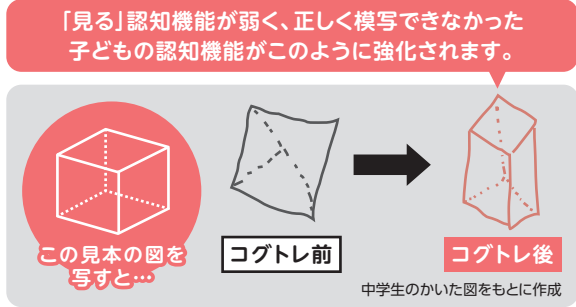 「見る」認知機能が弱く、正しく模写できなかった
子どもの認知機能がこのように強化されます。
この見本の図を
写すと…
コグトレ前
コグトレ後
中学生のかいた図をもとに作成